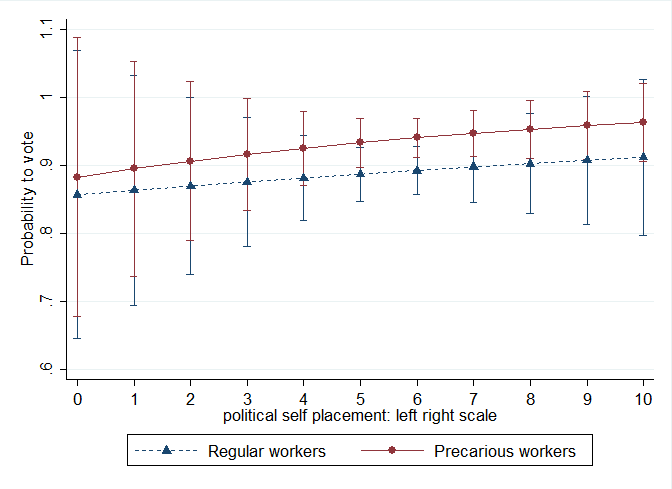 1.1
1
.9
.8
.7
.6
Probability to vote
0 1 2 3 4 5 6 7 8 9 10
political self placement: left right scale
Regular workers Precarious workers